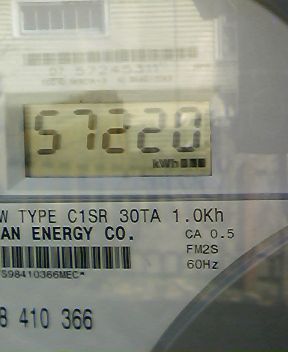 57220
kWh
W TYPE C1SR 30TA 1.0Kh
AN ENERGY CO. CA 0.5
FM2S
60Hz
S98410366MEC*
8 410 366